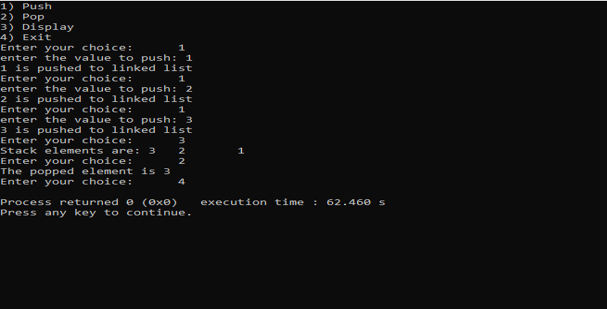 1) Push
2) Pop
3) Display
4) Exit
Enter your choice:      1
enter the value to push: 1
1 is pushed to linked list
Enter your choice:      1
enter the value to push: 2
2 is pushed to linked list
Enter your choice:      1
enter the value to push: 3
3 is pushed to linked list
Enter your choice:      3
Stack elements are: 3   2       1
Enter your choice:      2
The popped element is 3
Enter your choice:      4
Process returned 0 (0x0)   execution time : 62.460 s
Press any key to continue.